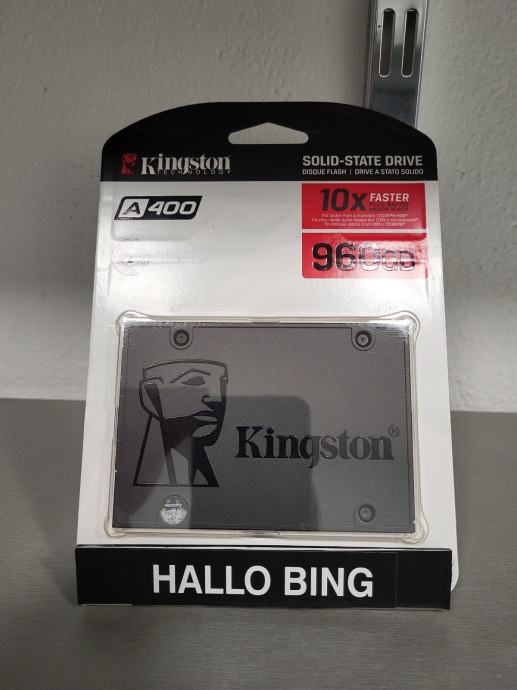 Kingston
TECHNOLOGY
SOLID-STATE DRIVE
DISQUE FLASH | DRIVE A STATO SOLIDO
A400
10x FASTER
960GB
Kingston®
HALLO BING